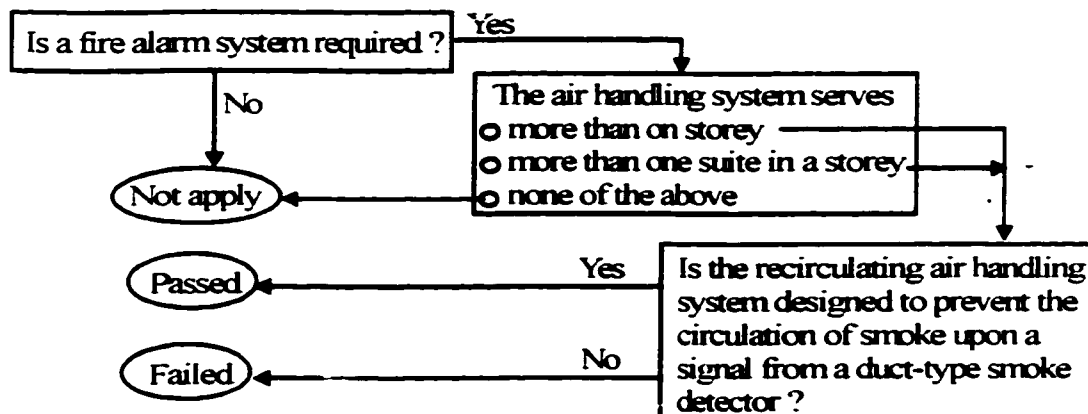 Is a fire alarm system required ?
Yes
No
The air handling system serves
o more than on storey
o more than one suite in a storey
o none of the above
Not apply
Passed
Yes
Is the recirculating air handling
system designed to prevent the
circulation of smoke upon a
signal from a duct-type smoke
detector ?
Failed
No